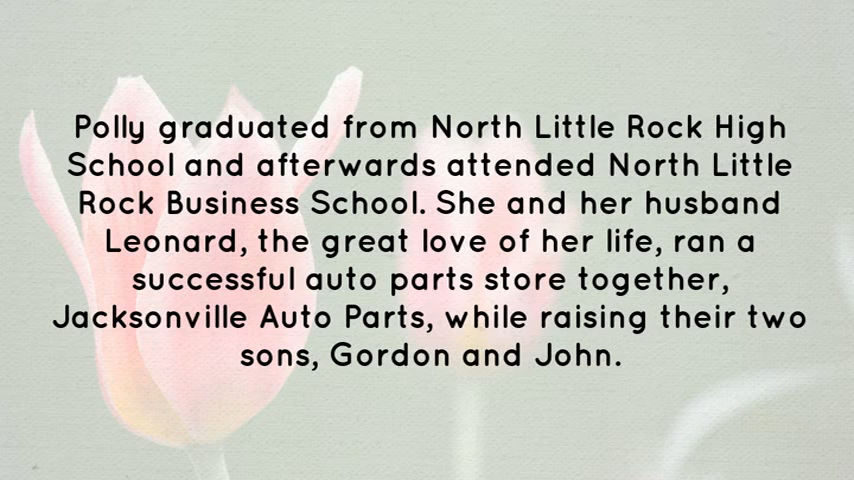 Polly graduated from North Little Rock High
School and afterwards attended North Little
Rock Business School. She and her husband
Leonard, the great love of her life, ran a
successful auto parts store together,
Jacksonville Auto Parts, while raising their two
sons, Gordon and John.